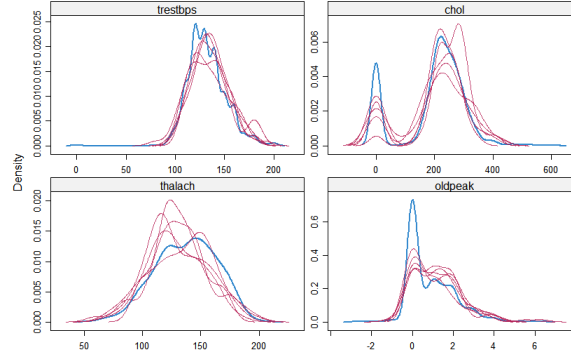 trestbps
chol
0.000 0.005 0.010 0.015 0.020 0.025
0.000 0.002 0.004 0.006
0 50 100 150 200
0 200 400 600
Density
thalach
oldpeak
0.000 0.005 0.010 0.015 0.020
0.0 0.2 0.4 0.6
50 100 150 200
-2 0 2 4 6